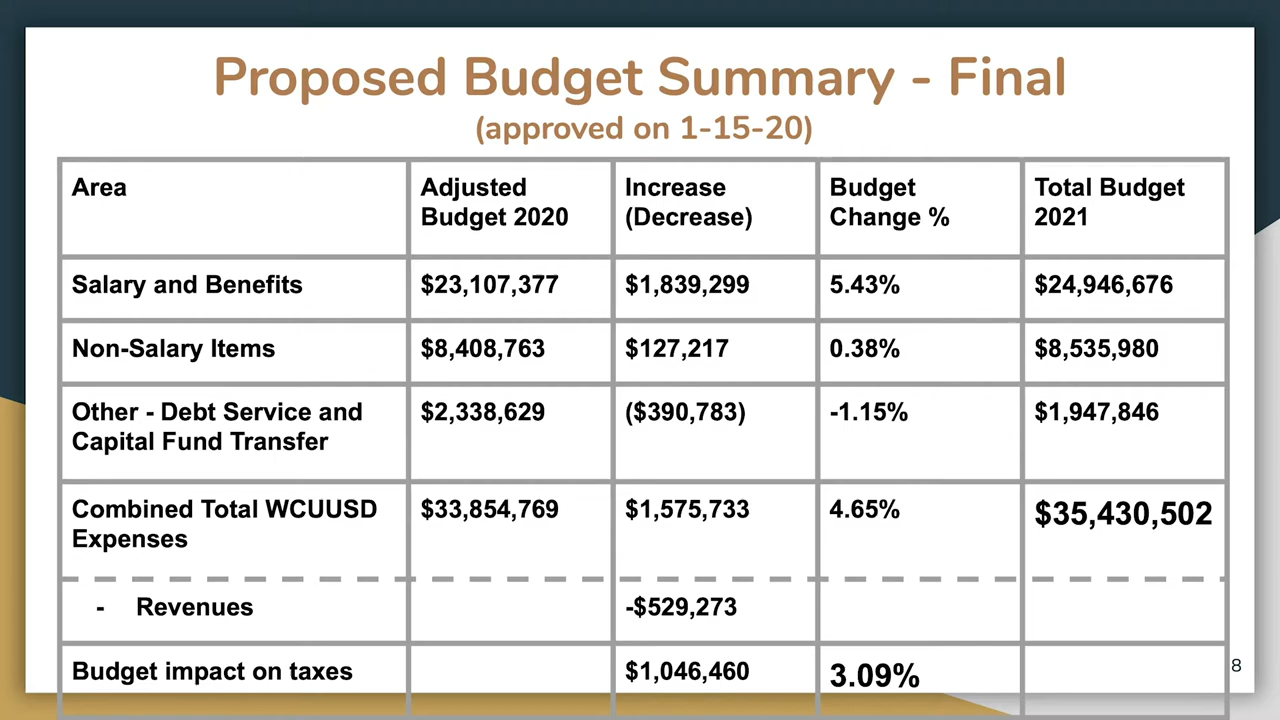 Proposed Budget Summary - Final
(approved on 1-15-20)
Area
Adjusted
Budget 2020
Increase
(Decrease)
Budget
Change %
Total Budget
2021
Salary and Benefits
$23,107,377
$1,839,299
5.43%
$24,946,676
Non-Salary Items
$8,408,763
$127,217
0.38%
$8,535,980
Other - Debt Service and
Capital Fund Transfer
$2,338,629
($390,783)
-1.15%
$1,947,846
Combined Total WCUUSD
Expenses
$33,854,769
$1,575,733
4.65%
$35,430,502
- Revenues
-$529,273
Budget impact on taxes
$1,046,460
3.09%
8